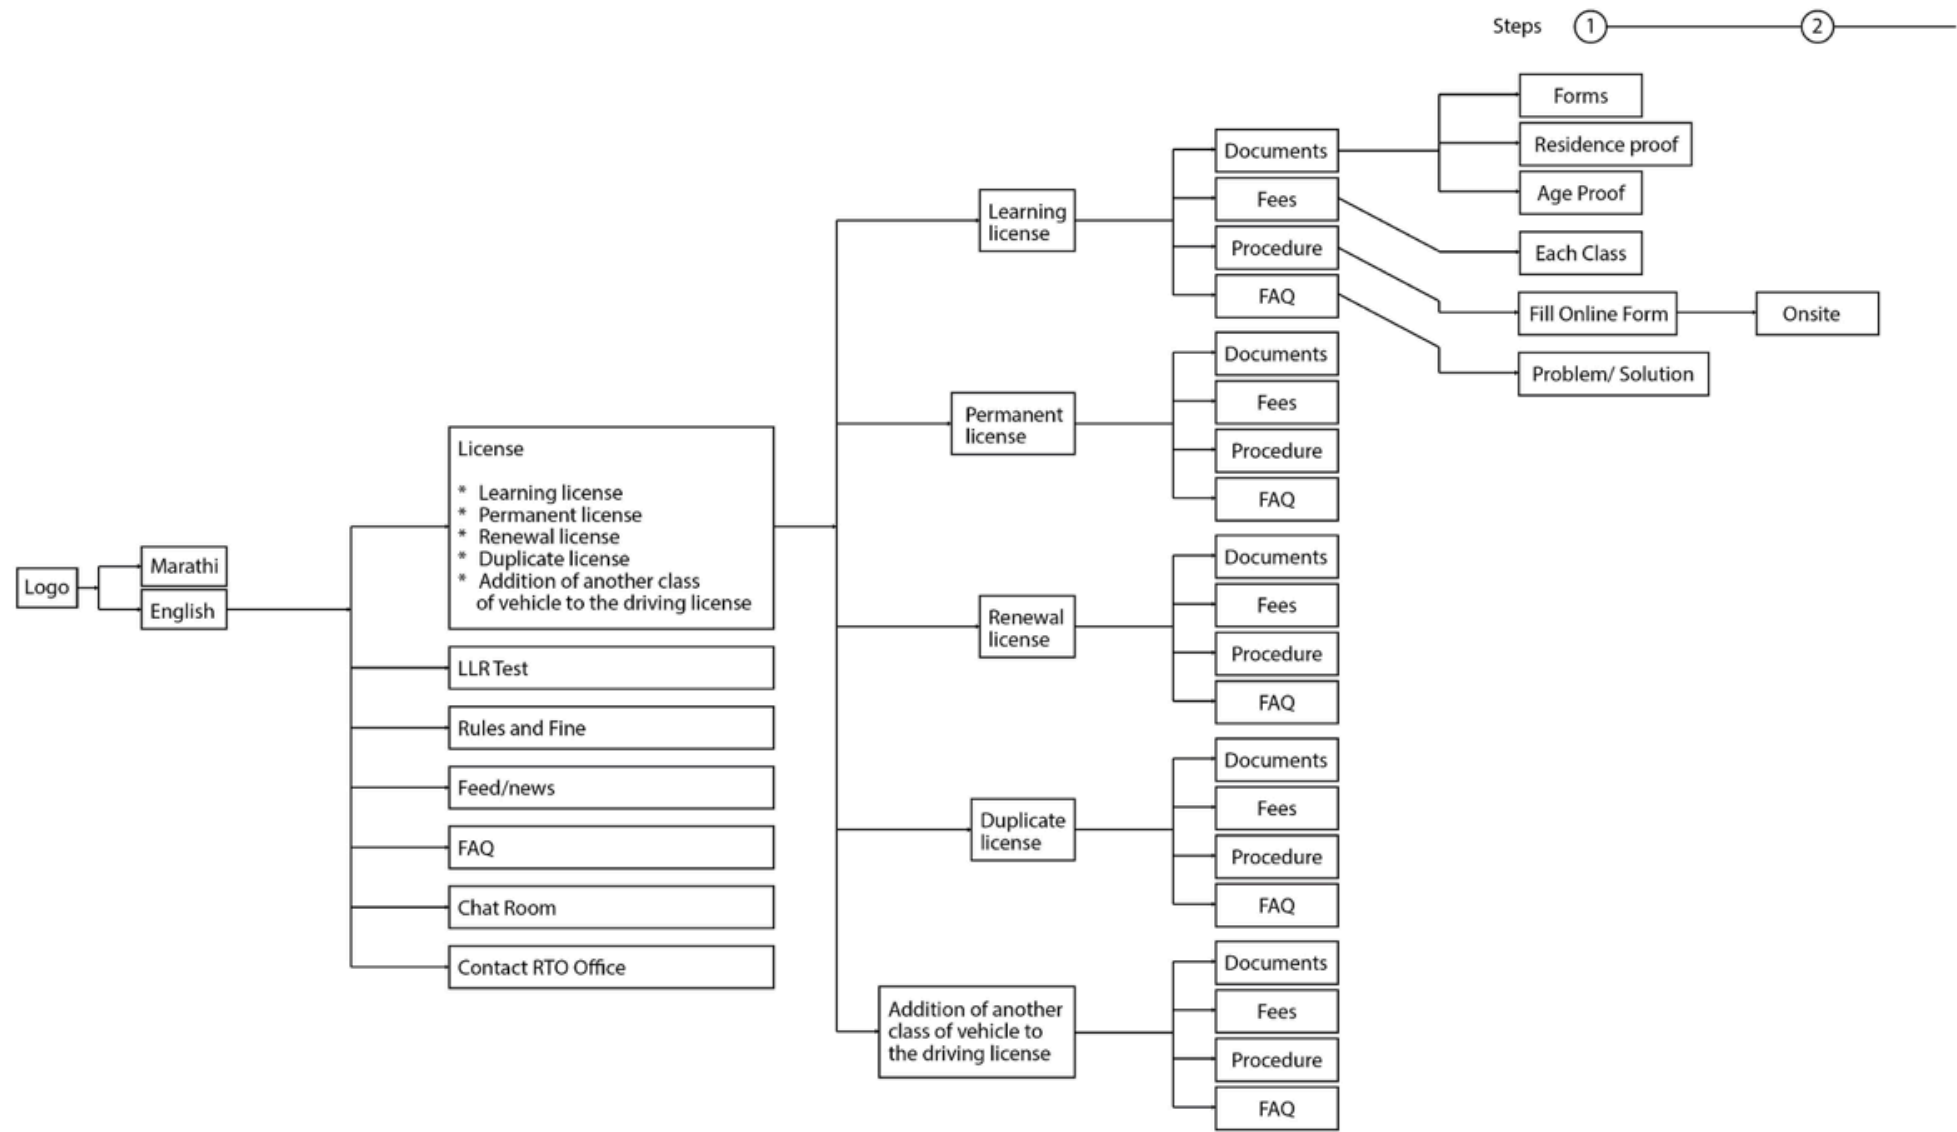 Steps 1 2
Logo
Marathi
English
License
* Learning license
* Permanent license
* Renewal license
* Duplicate license
* Addition of another class
of vehicle to the driving license
LLR Test
Rules and Fine
Feed/news
FAQ
Chat Room
Contact RTO Office
Learning
license
Documents
Fees
Procedure
FAQ
Forms
Residence proof
Age Proof
Each Class
Fill Online Form
Onsite
Problem/ Solution
Permanent
license
Documents
Fees
Procedure
FAQ
Renewal
license
Documents
Fees
Procedure
FAQ
Duplicate
license
Documents
Fees
Procedure
FAQ
Addition of another
class of vehicle to
the driving license
Documents
Fees
Procedure
FAQ